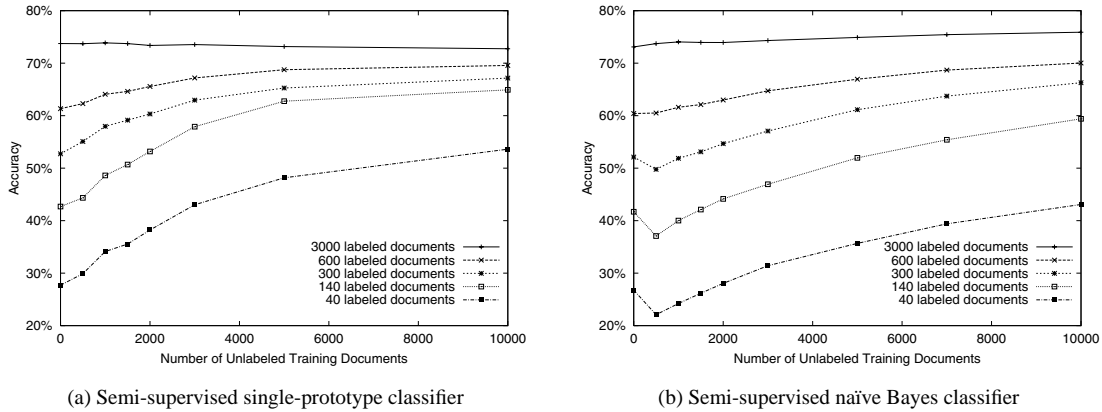 80%
70%
60%
50%
40%
30%
20%
Accuracy
3000 labeled documents
600 labeled documents
300 labeled documents
140 labeled documents
40 labeled documents
0 2000 4000 6000 8000 10000
Number of Unlabeled Training Documents
(a) Semi-supervised single-prototype classifier
80%
70%
60%
50%
40%
30%
20%
Accuracy
3000 labeled documents
600 labeled documents
300 labeled documents
140 labeled documents
40 labeled documents
0 2000 4000 6000 8000 10000
Number of Unlabeled Training Documents
(b) Semi-supervised naïve Bayes classifier